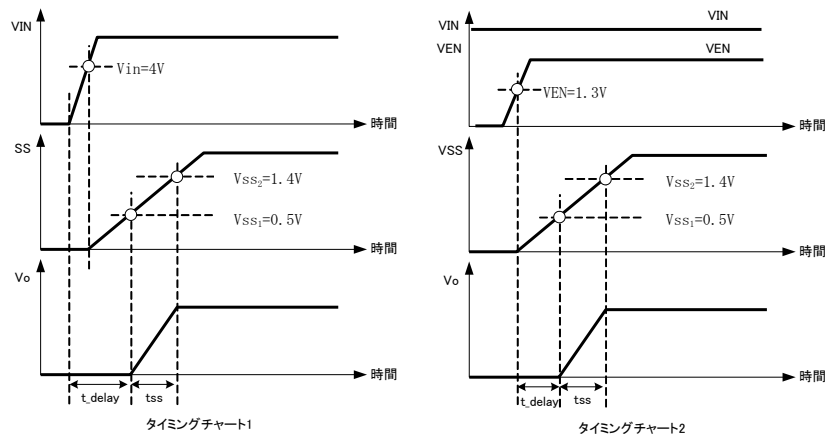 VIN
Vin=4V
時間
SS
Vss₂=1.4V
Vss₁=0.5V
時間
Vo
時間
t_delay
tss
タイミングチャート1
VIN
VIN
VEN
VEN
VEN=1.3V
時間
VSS
Vss₂=1.4V
Vss₁=0.5V
時間
Vo
時間
t_delay
tss
タイミングチャート2